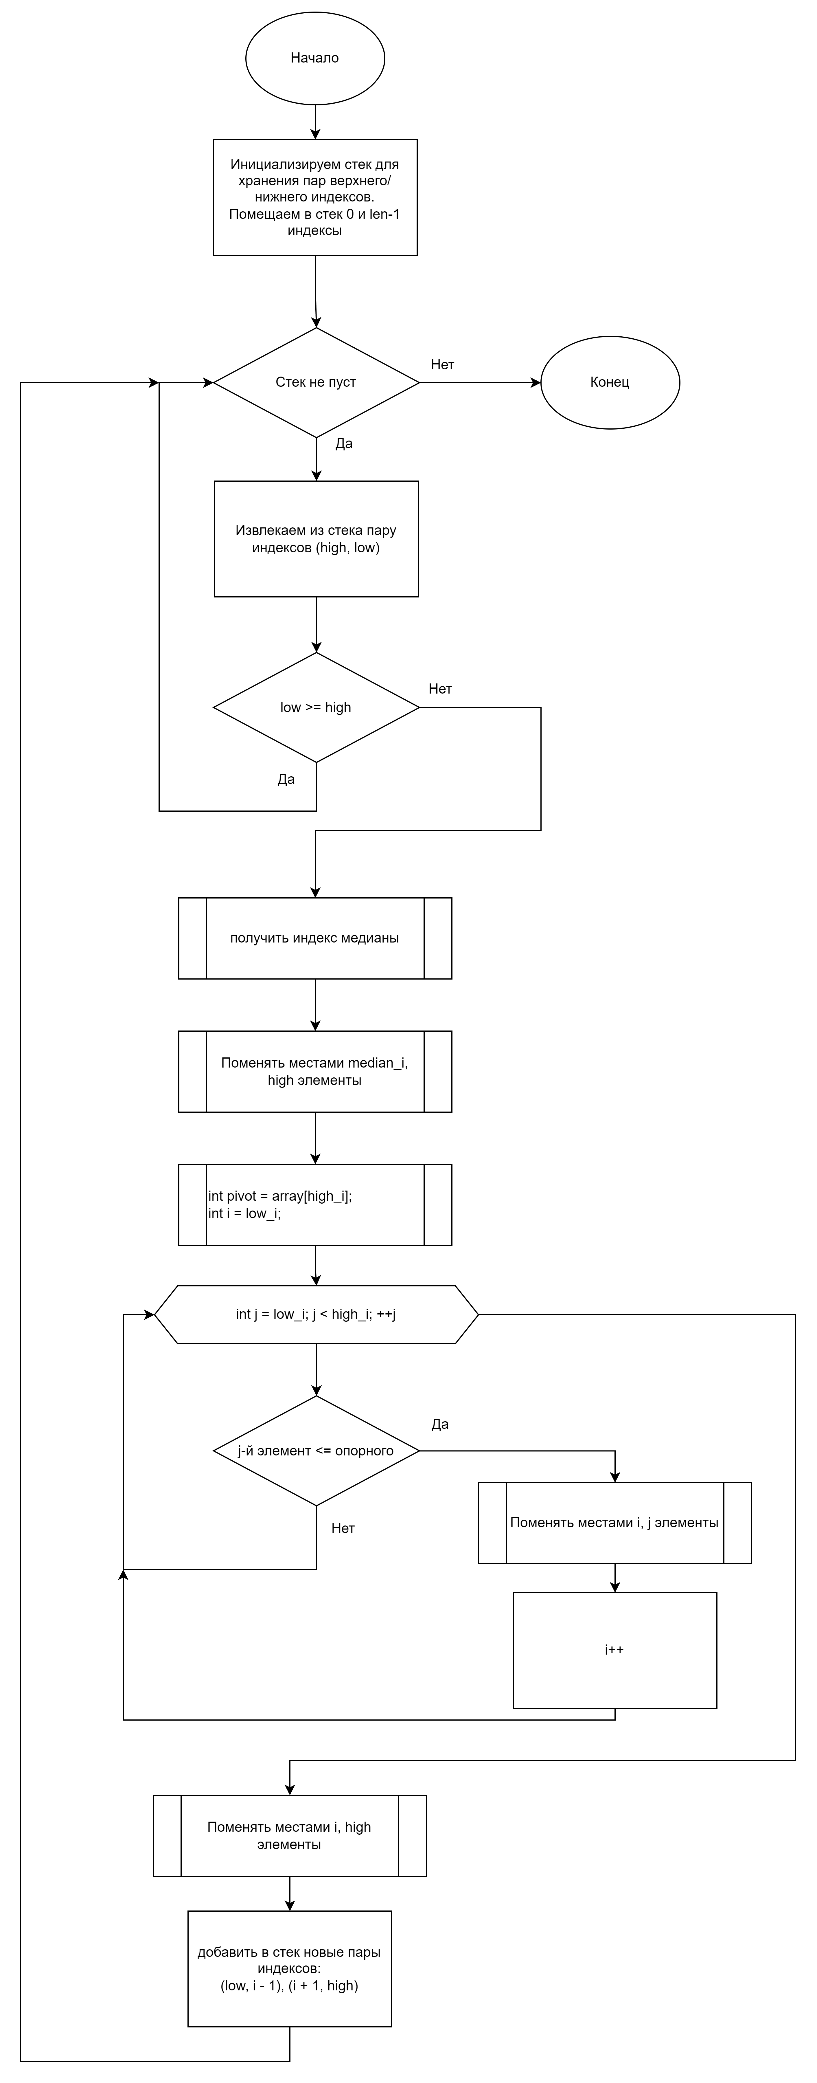 Начало
Инициализируем стек для
хранения пар верхнего/
нижнего индексов.
Помещаем в стек 0 и len-1
индексы
Стек не пуст
Нет
Конец
Да
Извлекаем из стека пару
индексов (high, low)
low >= high
Нет
Да
получить индекс медианы
Поменять местами median_i,
high элементы
int pivot = array[high_i];
int i = low_i;
int j = low_i; j < high_i; ++j
j-й элемент <= опорного
Да
Нет
Поменять местами i, j элементы
i++
Поменять местами i, high
элементы
добавить в стек новые пары
индексов:
(low, i - 1), (i + 1, high)